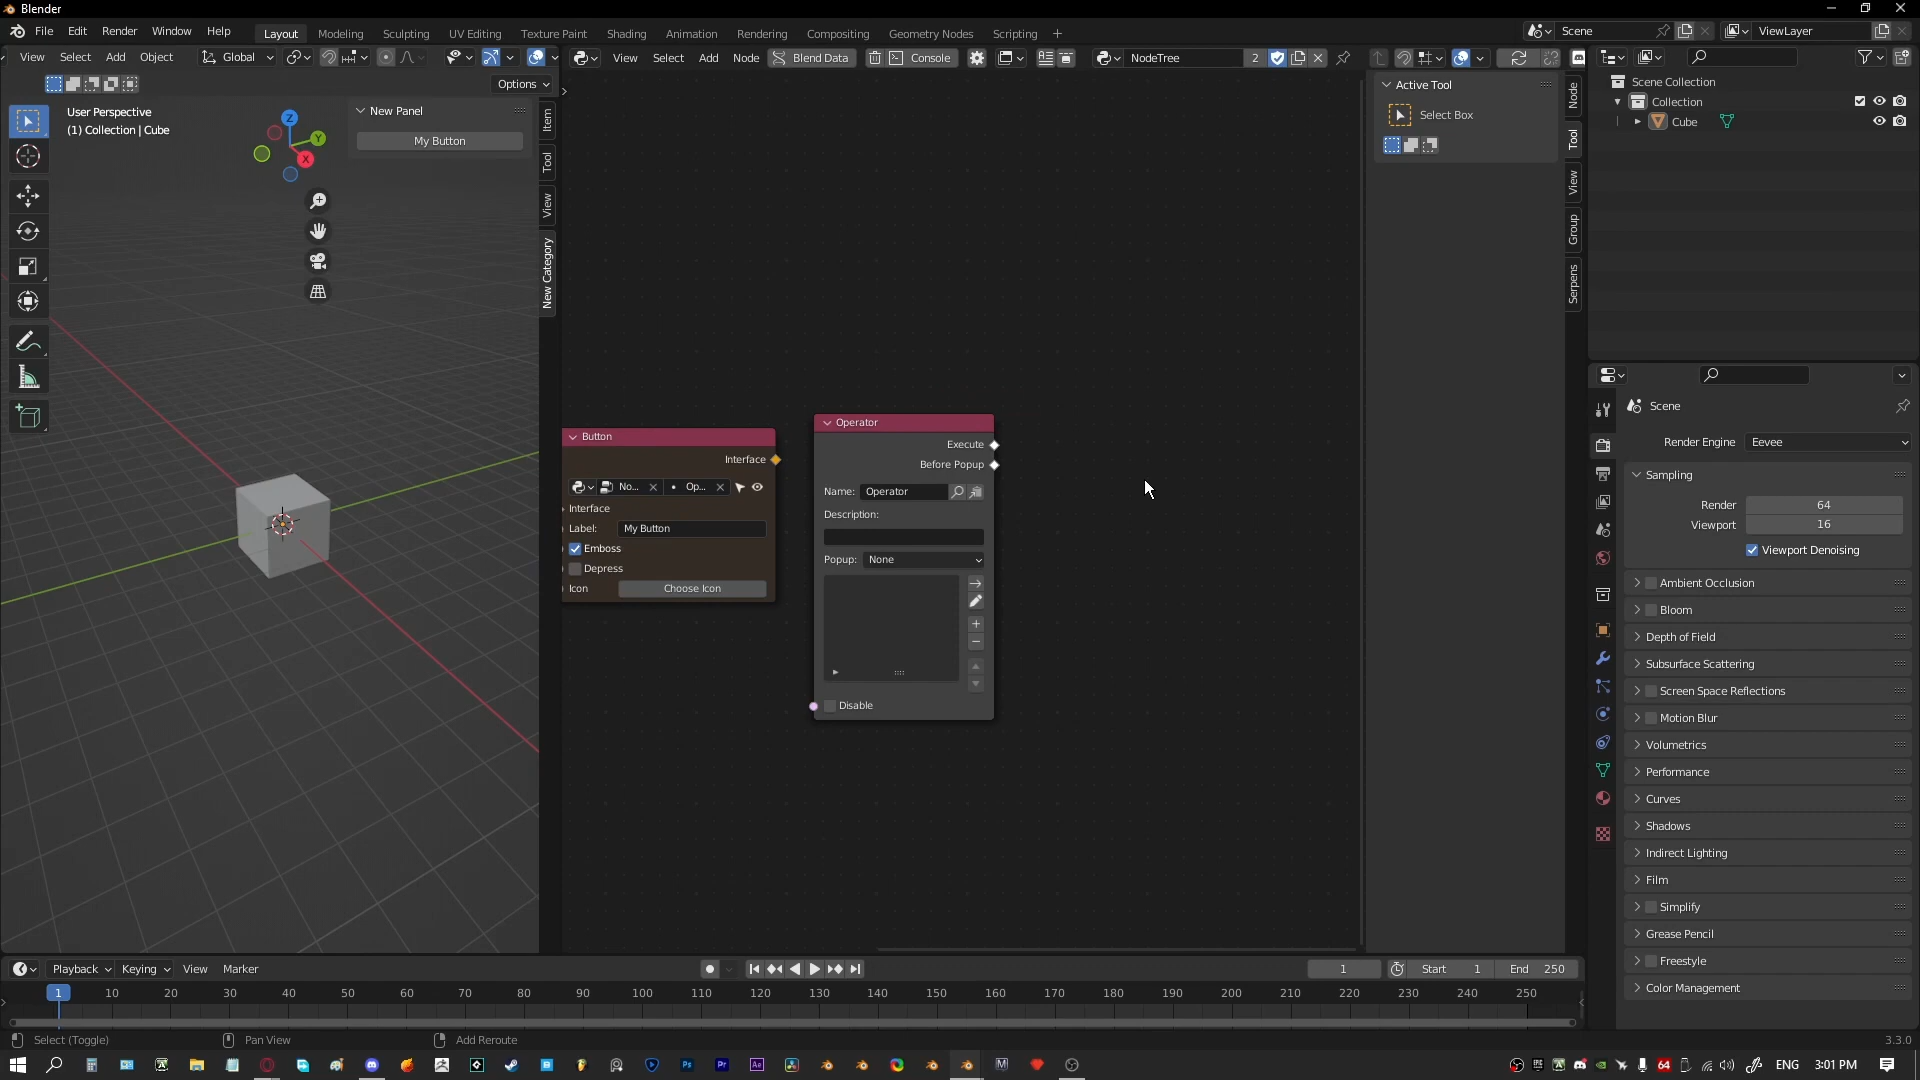 Blender
File Edit Render Window Help Layout Modeling Sculpting UV Editing Texture Paint Shading Animation Rendering Compositing Geometry Nodes Scripting + Scene ViewLayer
View Select Add Object Global View Select Add Node Blend Data Console NodeTree 2
Options
User Perspective
(1) Collection | Cube
New Panel
My Button
Z
Y
X
Item
Tool
View
New Category
Active Tool
Select Box
Node
Tool
View
Group
Serpens
Scene Collection
Collection
Cube
Button
Interface
No...
Op...
Interface
Label: My Button
Emboss
Depress
Icon Choose Icon
Operator
Execute
Before Popup
Name: Operator
Description:
Popup: None
Disable
Scene
Render Engine Eevee
Sampling
Render 64
Viewport 16
Viewport Denoising
Ambient Occlusion
Bloom
Depth of Field
Subsurface Scattering
Screen Space Reflections
Motion Blur
Volumetrics
Performance
Curves
Shadows
Indirect Lighting
Film
Simplify
Grease Pencil
Freestyle
Color Management
Playback Keying View Marker 1 Start 1 End 250
1 10 20 30 40 50 60 70 80 90 100 110 120 130 140 150 160 170 180 190 200 210 220 230 240 250
Select (Toggle) Pan View Add Reroute 3.3.0
Ps Pr Ae M 64 ENG 3:01 PM